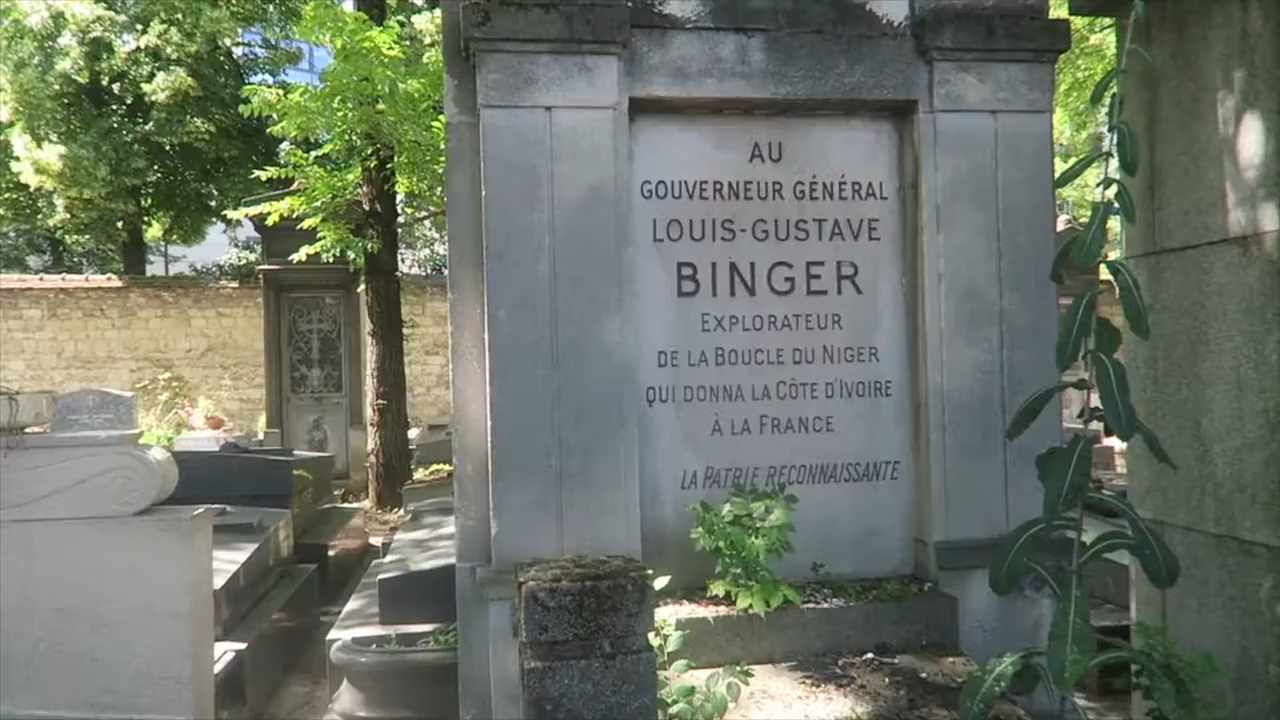 AU
GOUVERNEUR GÉNÉRAL
LOUIS-GUSTAVE
BINGER
EXPLORATEUR
DE LA BOUCLE DU NIGER
QUI DONNA LA CÔTE D'IVOIRE
À LA FRANCE
LA PATRIE RECONNAISSANTE